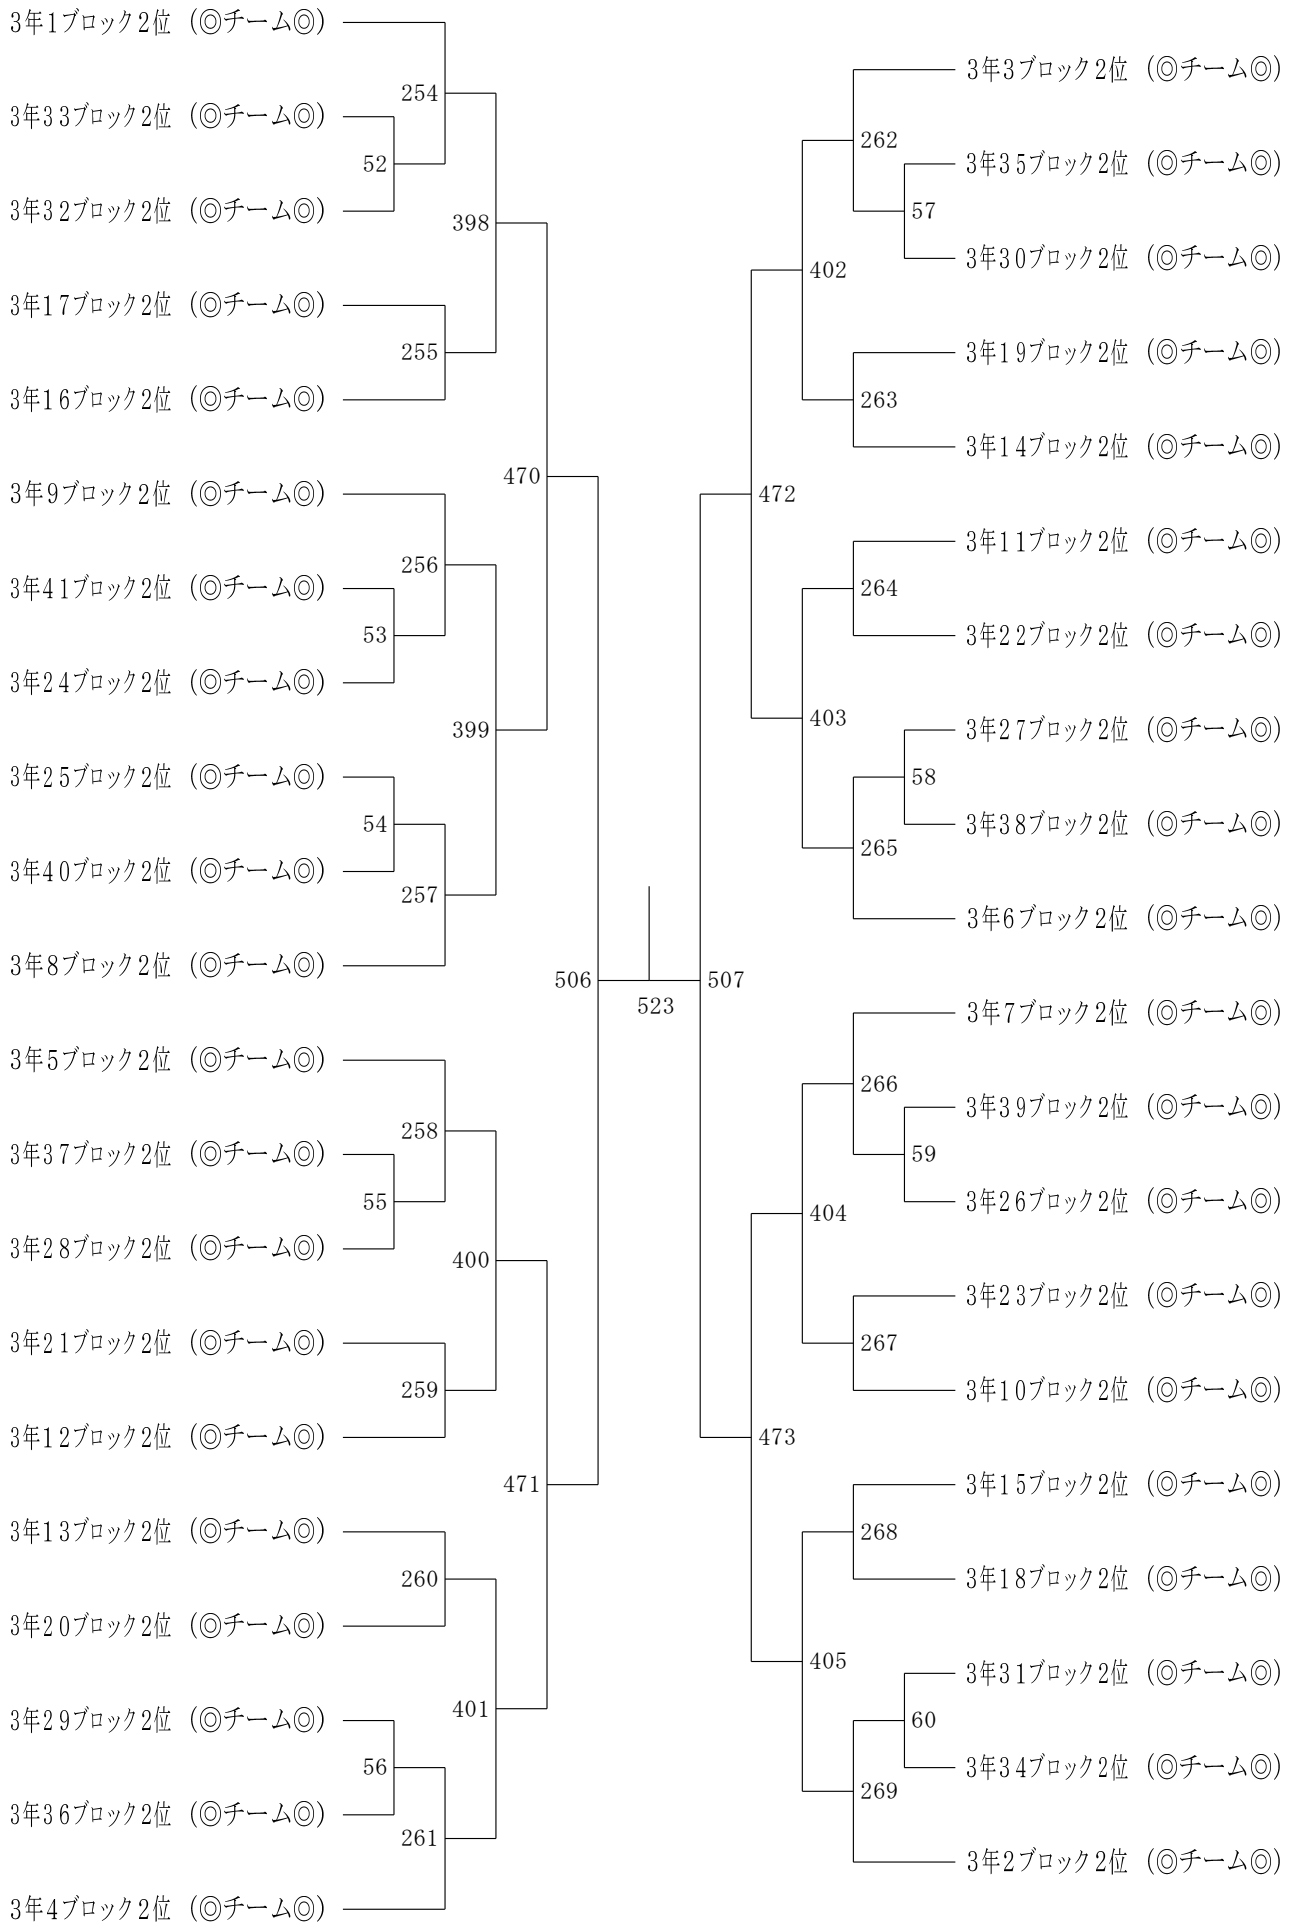 3年1ブロック2位 (◎チーム◎)
254
3年33ブロック2位 (◎チーム◎)
52
3年32ブロック2位 (◎チーム◎)
398
3年17ブロック2位 (◎チーム◎)
255
3年16ブロック2位 (◎チーム◎)
470
3年9ブロック2位 (◎チーム◎)
256
3年41ブロック2位 (◎チーム◎)
53
3年24ブロック2位 (◎チーム◎)
399
3年25ブロック2位 (◎チーム◎)
54
3年40ブロック2位 (◎チーム◎)
257
3年8ブロック2位 (◎チーム◎)
506
523
3年5ブロック2位 (◎チーム◎)
258
3年37ブロック2位 (◎チーム◎)
55
3年28ブロック2位 (◎チーム◎)
400
3年21ブロック2位 (◎チーム◎)
259
3年12ブロック2位 (◎チーム◎)
471
3年13ブロック2位 (◎チーム◎)
260
3年20ブロック2位 (◎チーム◎)
401
3年29ブロック2位 (◎チーム◎)
56
3年36ブロック2位 (◎チーム◎)
261
3年4ブロック2位 (◎チーム◎)
3年3ブロック2位 (◎チーム◎)
262
3年35ブロック2位 (◎チーム◎)
57
3年30ブロック2位 (◎チーム◎)
402
3年19ブロック2位 (◎チーム◎)
263
3年14ブロック2位 (◎チーム◎)
472
3年11ブロック2位 (◎チーム◎)
264
3年22ブロック2位 (◎チーム◎)
403
3年27ブロック2位 (◎チーム◎)
58
3年38ブロック2位 (◎チーム◎)
265
3年6ブロック2位 (◎チーム◎)
507
3年7ブロック2位 (◎チーム◎)
266
3年39ブロック2位 (◎チーム◎)
59
3年26ブロック2位 (◎チーム◎)
404
3年23ブロック2位 (◎チーム◎)
267
3年10ブロック2位 (◎チーム◎)
473
3年15ブロック2位 (◎チーム◎)
268
3年18ブロック2位 (◎チーム◎)
405
3年31ブロック2位 (◎チーム◎)
60
3年34ブロック2位 (◎チーム◎)
269
3年2ブロック2位 (◎チーム◎)